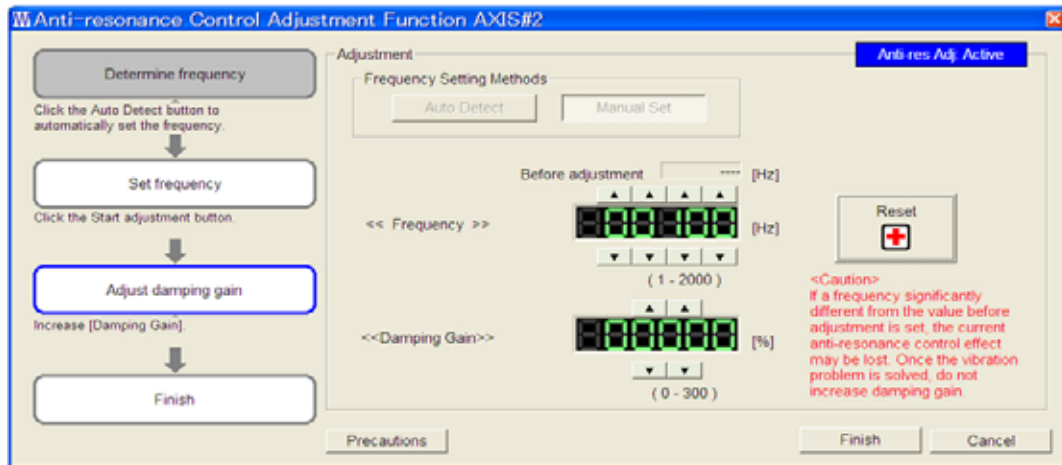 Anti-resonance Control Adjustment Function AXIS#2
Determine frequency
Click the Auto Detect button to
automatically set the frequency.
Set frequency
Click the Start adjustment button.
Adjust damping gain
Increase [Damping Gain].
Finish
Adjustment
Anti-res Adj. Active
Frequency Setting Methods
Auto Detect
Manual Set
Before adjustment ---- [Hz]
<< Frequency >>
[Hz]
( 1 - 2000 )
<<Damping Gain>>
[%]
( 0 - 300 )
Reset
<Caution>
If a frequency significantly
different from the value before
adjustment is set, the current
anti-resonance control effect
may be lost. Once the vibration
problem is solved, do not
increase damping gain.
Precautions
Finish
Cancel